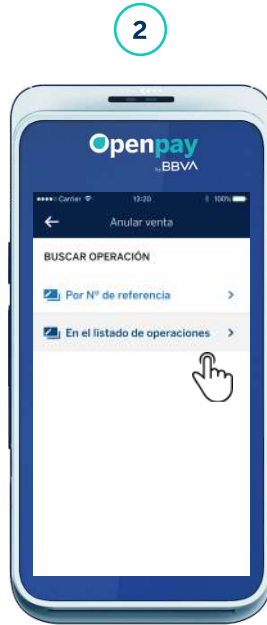 2
Openpay
by BBVA
Carrier 13:20 100%
Anular venta
BUSCAR OPERACIÓN
Por Nº de referencia
En el listado de operaciones